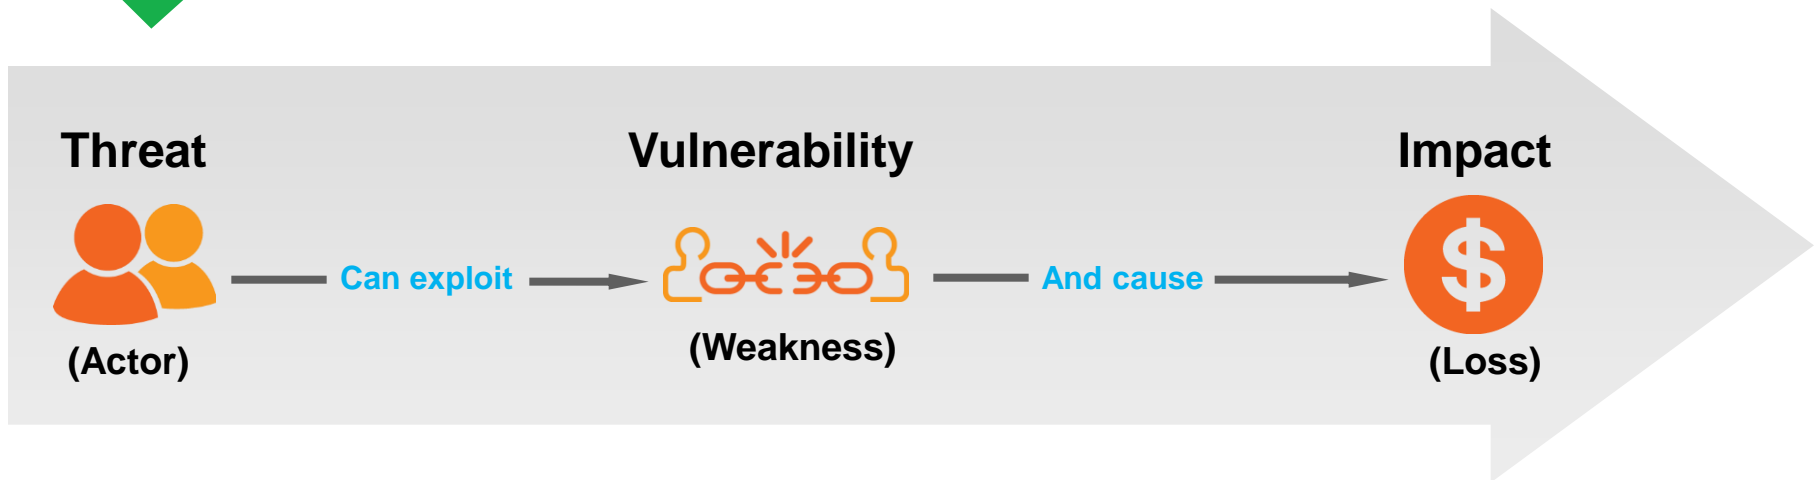 Threat
Vulnerability
Impact
Can exploit
And cause
$
(Actor)
(Weakness)
(Loss)